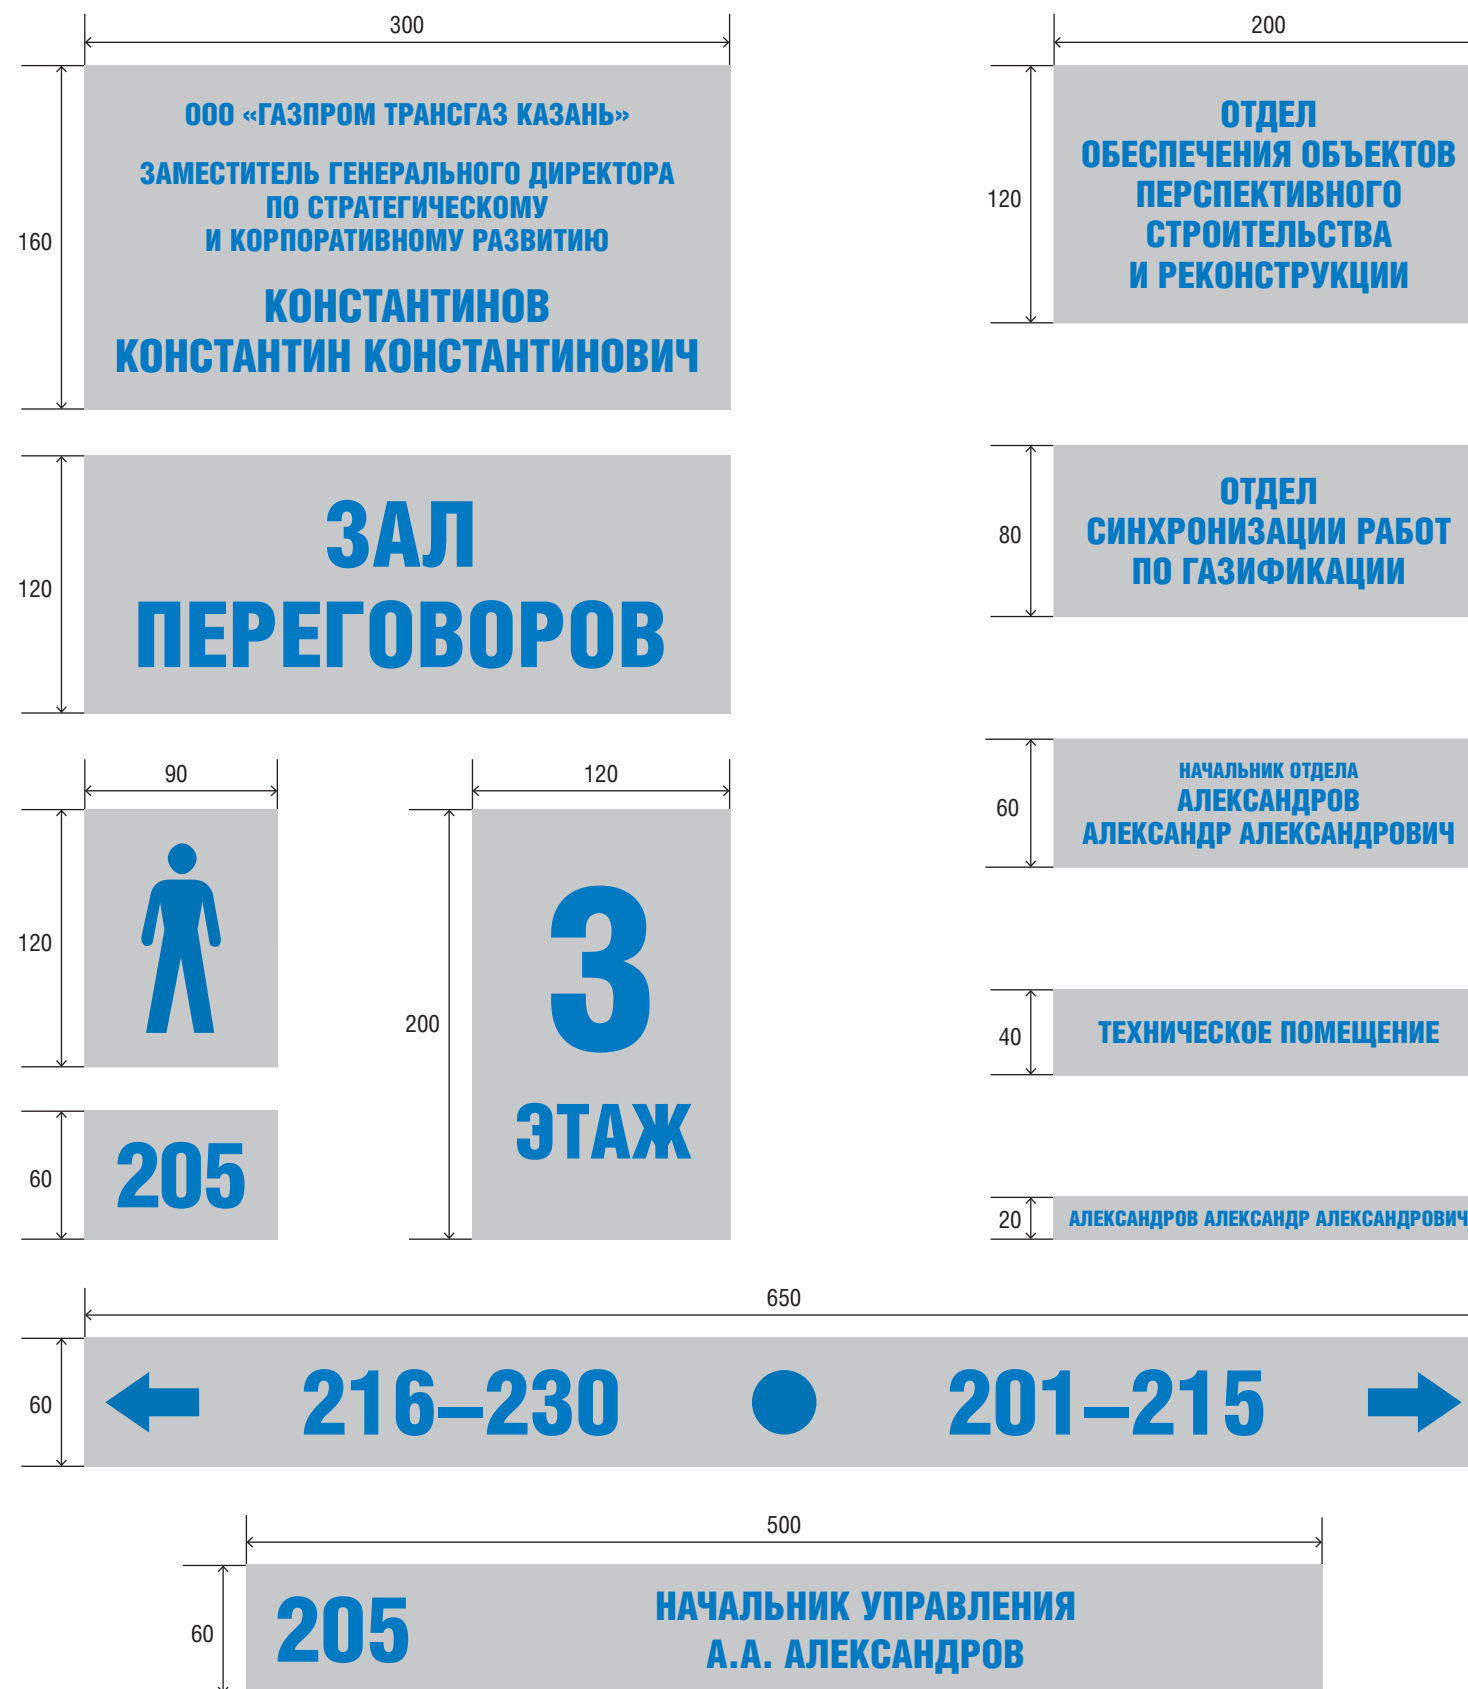 300
160
ООО «ГАЗПРОМ ТРАНСГАЗ КАЗАНЬ»
ЗАМЕСТИТЕЛЬ ГЕНЕРАЛЬНОГО ДИРЕКТОРА
ПО СТРАТЕГИЧЕСКОМУ
И КОРПОРАТИВНОМУ РАЗВИТИЮ
КОНСТАНТИНОВ
КОНСТАНТИН КОНСТАНТИНОВИЧ
200
120
ОТДЕЛ
ОБЕСПЕЧЕНИЯ ОБЪЕКТОВ
ПЕРСПЕКТИВНОГО
СТРОИТЕЛЬСТВА
И РЕКОНСТРУКЦИИ
120
ЗАЛ
ПЕРЕГОВОРОВ
80
ОТДЕЛ
СИНХРОНИЗАЦИИ РАБОТ
ПО ГАЗИФИКАЦИИ
90
120
120
200
3
ЭТАЖ
60
НАЧАЛЬНИК ОТДЕЛА
АЛЕКСАНДРОВ
АЛЕКСАНДР АЛЕКСАНДРОВИЧ
40
ТЕХНИЧЕСКОЕ ПОМЕЩЕНИЕ
60
205
20
АЛЕКСАНДРОВ АЛЕКСАНДР АЛЕКСАНДРОВИЧ
650
60
216–230
201–215
500
60
205
НАЧАЛЬНИК УПРАВЛЕНИЯ
А.А. АЛЕКСАНДРОВ